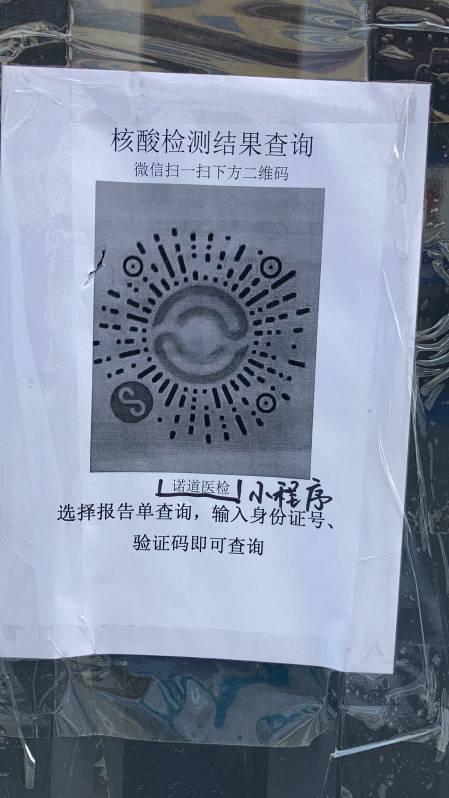 核酸检测结果查询
微信扫一扫下方二维码
诺道医检 小程序
选择报告单查询，输入身份证号、
验证码即可查询